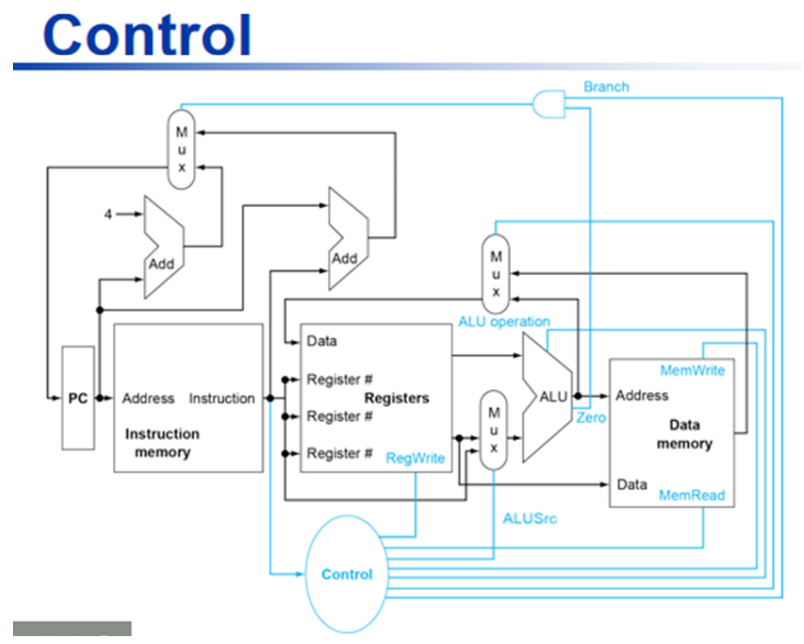 Control
Branch
M
u
x
4
Add
Add
M
u
x
ALU operation
Data
Register #
Registers
Register #
Register #
RegWrite
PC
Address
Instruction
Instruction
memory
M
u
x
ALU
Zero
MemWrite
Address
Data
memory
Data
MemRead
ALUSrc
Control